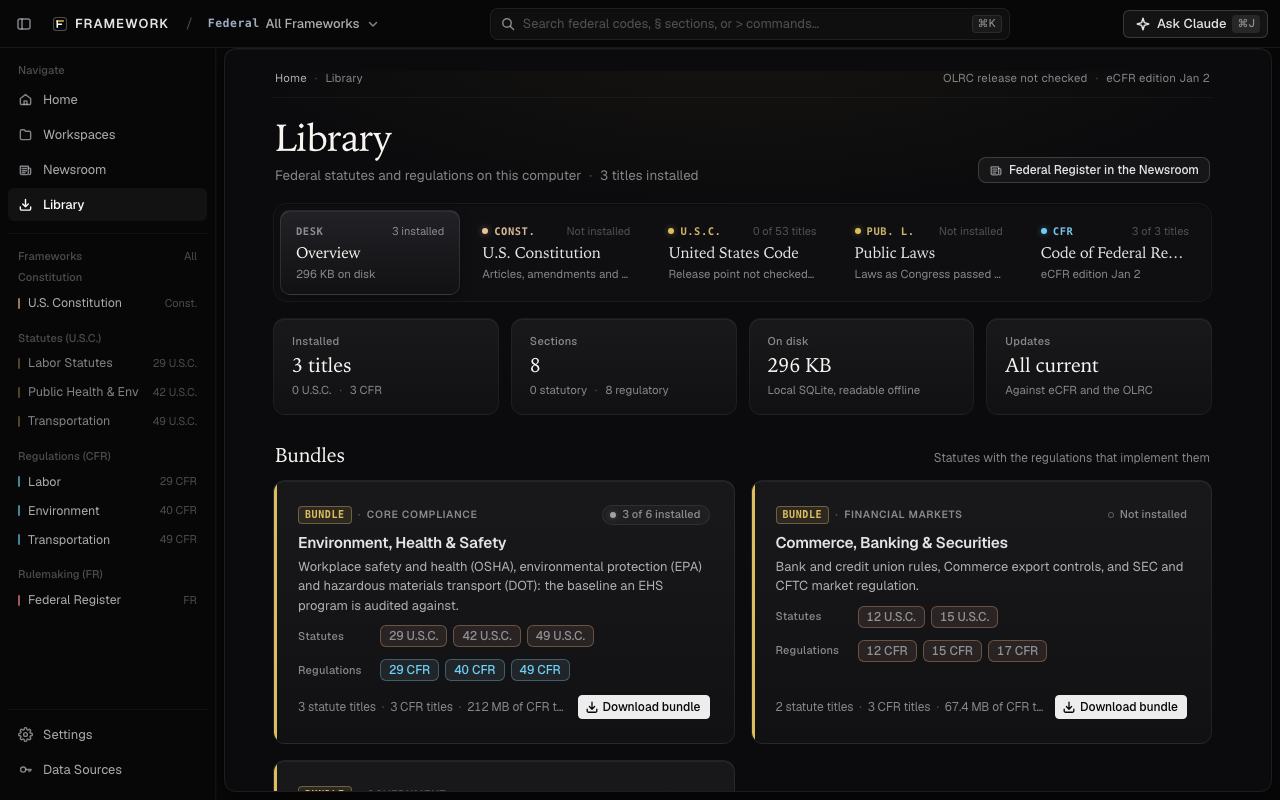 FRAMEWORK / Federal All Frameworks
Search federal codes, § sections, or > commands… ⌘K
Ask Claude ⌘J
Navigate
Home
Workspaces
Newsroom
Library
Frameworks All
Constitution
U.S. Constitution Const.
Statutes (U.S.C.)
Labor Statutes 29 U.S.C.
Public Health & Env 42 U.S.C.
Transportation 49 U.S.C.
Regulations (CFR)
Labor 29 CFR
Environment 40 CFR
Transportation 49 CFR
Rulemaking (FR)
Federal Register FR
Settings
Data Sources
Home · Library
OLRC release not checked · eCFR edition Jan 2
Library
Federal statutes and regulations on this computer · 3 titles installed
Federal Register in the Newsroom
DESK 3 installed
Overview
296 KB on disk
CONST. Not installed
U.S. Constitution
Articles, amendments and …
U.S.C. 0 of 53 titles
United States Code
Release point not checked…
PUB. L. Not installed
Public Laws
Laws as Congress passed …
CFR 3 of 3 titles
Code of Federal Re…
eCFR edition Jan 2
Installed
3 titles
0 U.S.C. · 3 CFR
Sections
8
0 statutory · 8 regulatory
On disk
296 KB
Local SQLite, readable offline
Updates
All current
Against eCFR and the OLRC
Bundles
Statutes with the regulations that implement them
BUNDLE · CORE COMPLIANCE
3 of 6 installed
Environment, Health & Safety
Workplace safety and health (OSHA), environmental protection (EPA)
and hazardous materials transport (DOT): the baseline an EHS
program is audited against.
Statutes 29 U.S.C. 42 U.S.C. 49 U.S.C.
Regulations 29 CFR 40 CFR 49 CFR
3 statute titles · 3 CFR titles · 212 MB of CFR t…
Download bundle
BUNDLE · FINANCIAL MARKETS
Not installed
Commerce, Banking & Securities
Bank and credit union rules, Commerce export controls, and SEC and
CFTC market regulation.
Statutes 12 U.S.C. 15 U.S.C.
Regulations 12 CFR 15 CFR 17 CFR
2 statute titles · 3 CFR titles · 67.4 MB of CFR t…
Download bundle